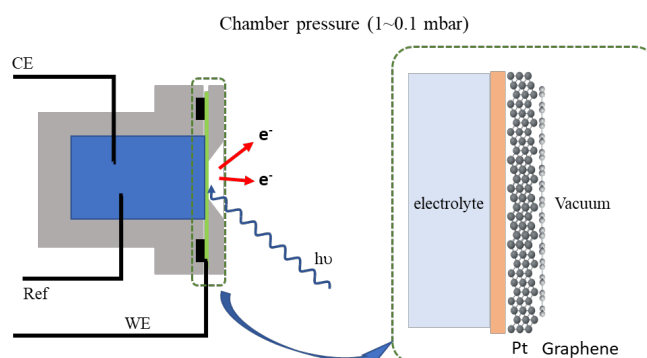 Chamber pressure (1~0.1 mbar)
CE
e-
e-
hυ
Ref
WE
electrolyte
Vacuum
Pt Graphene